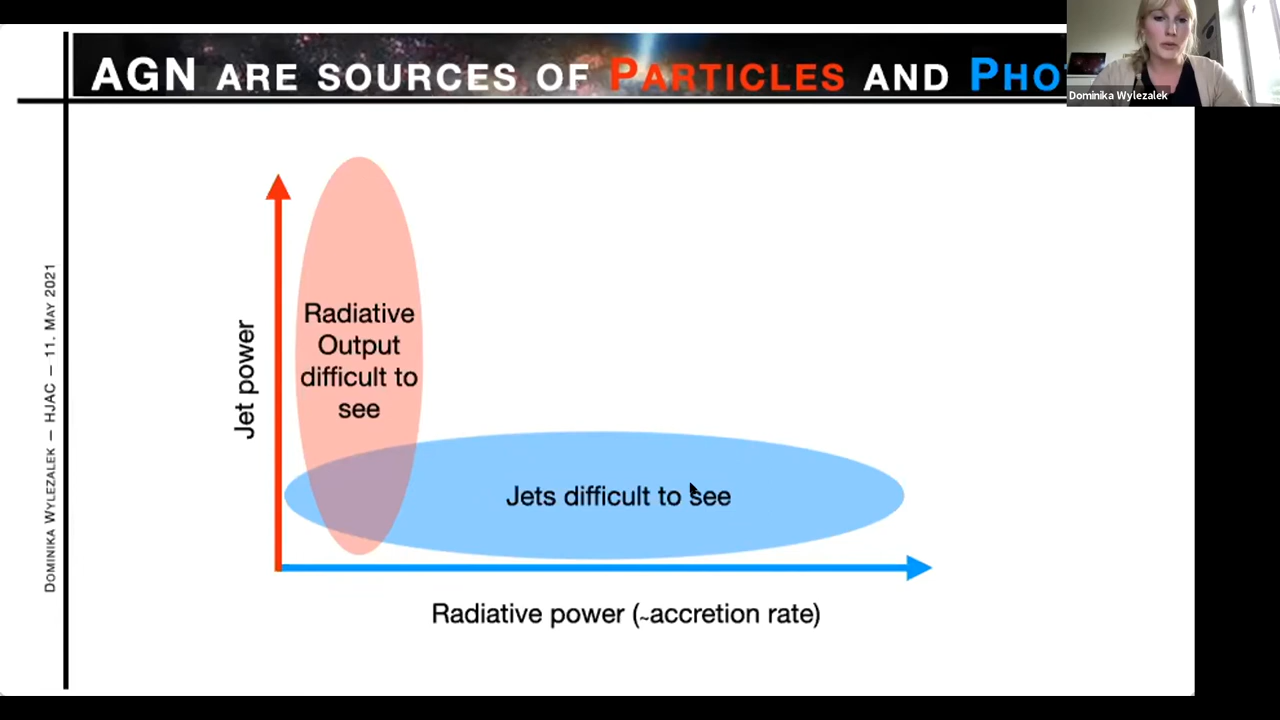 AGN ARE SOURCES OF PARTICLES AND PHO
Dominika Wylezalek
DOMINIKA WYLEZALEK — HJAC — 11. MAY 2021
Jet power
Radiative
Output
difficult to
see
Jets difficult to see
Radiative power (~accretion rate)